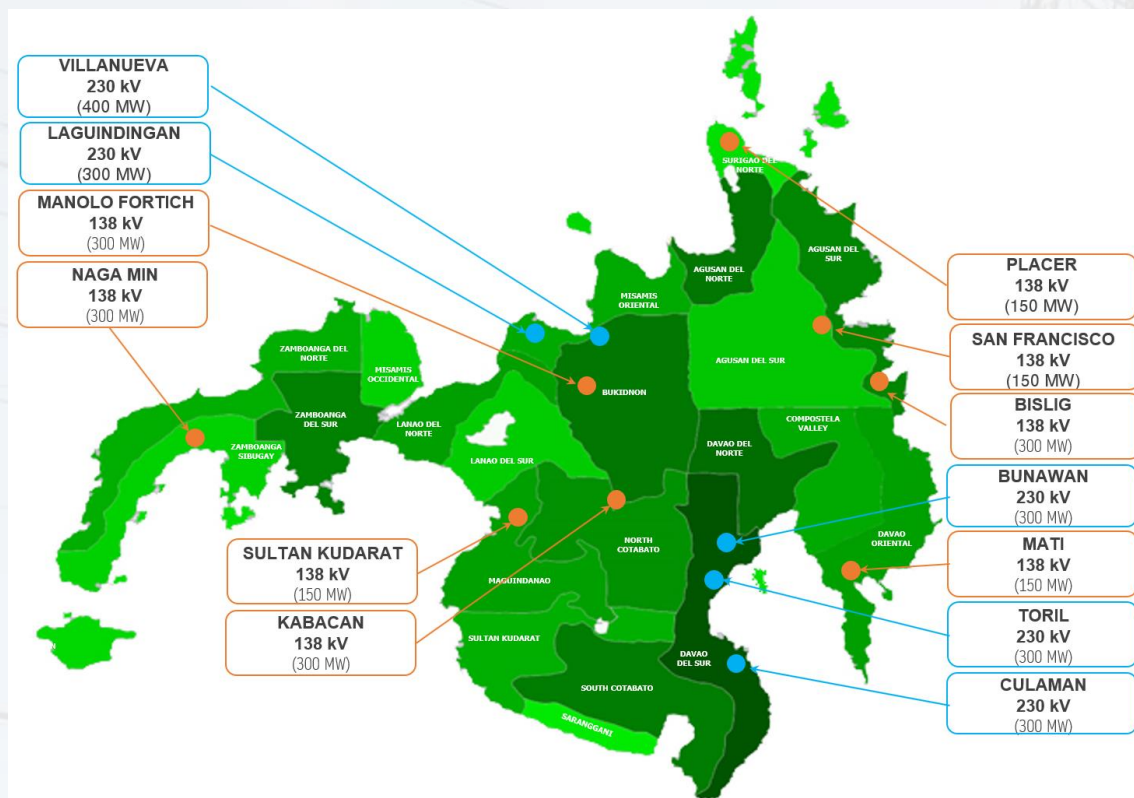 VILLANUEVA
230 kV
(400 MW)
LAGUINDINGAN
230 kV
(300 MW)
MANOLO FORTICH
138 kV
(300 MW)
NAGA MIN
138 kV
(300 MW)
SULTAN KUDARAT
138 kV
(150 MW)
KABACAN
138 kV
(300 MW)
PLACER
138 kV
(150 MW)
SAN FRANCISCO
138 kV
(150 MW)
BISLIG
138 kV
(300 MW)
BUNAWAN
230 kV
(300 MW)
MATI
138 kV
(150 MW)
TORIL
230 kV
(300 MW)
CULAMAN
230 kV
(300 MW)
SURIGAO DEL
NORTE
AGUSAN DEL
SUR
AGUSAN DEL
NORTE
MISAMIS
ORIENTAL
AGUSAN DEL SUR
ZAMBOANGA DEL
NORTE
MISAMIS
OCCIDENTAL
BUKIDNON
ZAMBOANGA
DEL SUR
LANAO DEL
NORTE
COMPOSTELA
VALLEY
ZAMBOANGA
SIBUGAY
LANAO DEL SUR
DAVAO DEL
NORTE
NORTH
COTABATO
DAVAO
ORIENTAL
MAGUINDANAO
SULTAN KUDARAT
DAVAO
DEL SUR
SOUTH COTABATO
SARANGGANI